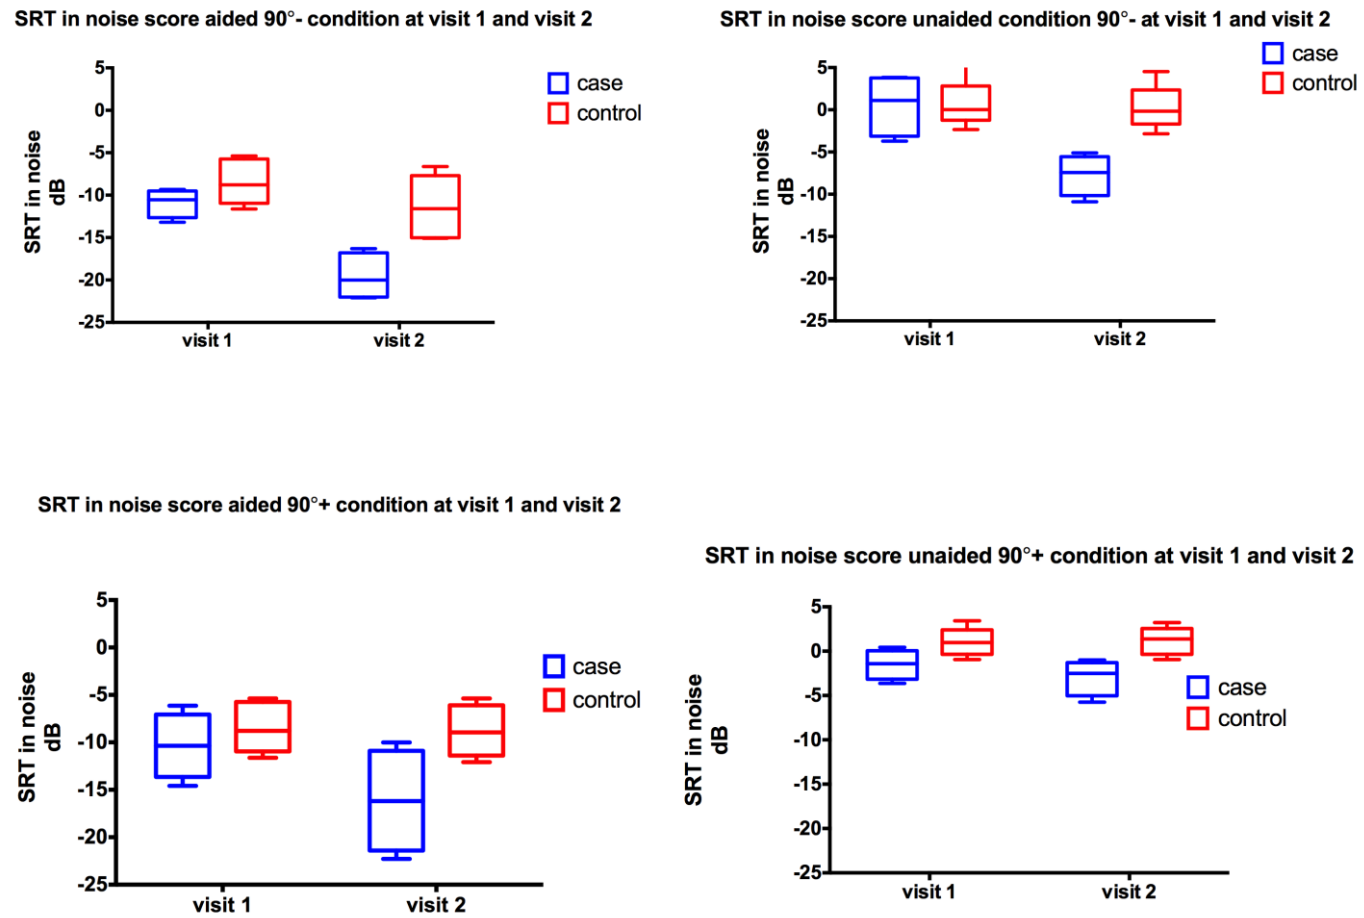 SRT in noise score aided 90°- condition at visit 1 and visit 2
case
control
SRT in noise
dB
5
0
-5
-10
-15
-20
-25
visit 1
visit 2
SRT in noise score unaided condition 90°- at visit 1 and visit 2
case
control
SRT in noise
dB
5
0
-5
-10
-15
-20
-25
visit 1
visit 2
SRT in noise score aided 90°+ condition at visit 1 and visit 2
case
control
SRT in noise
dB
5
0
-5
-10
-15
-20
-25
visit 1
visit 2
SRT in noise score unaided 90°+ condition at visit 1 and visit 2
case
control
SRT in noise
dB
5
0
-5
-10
-15
-20
-25
visit 1
visit 2